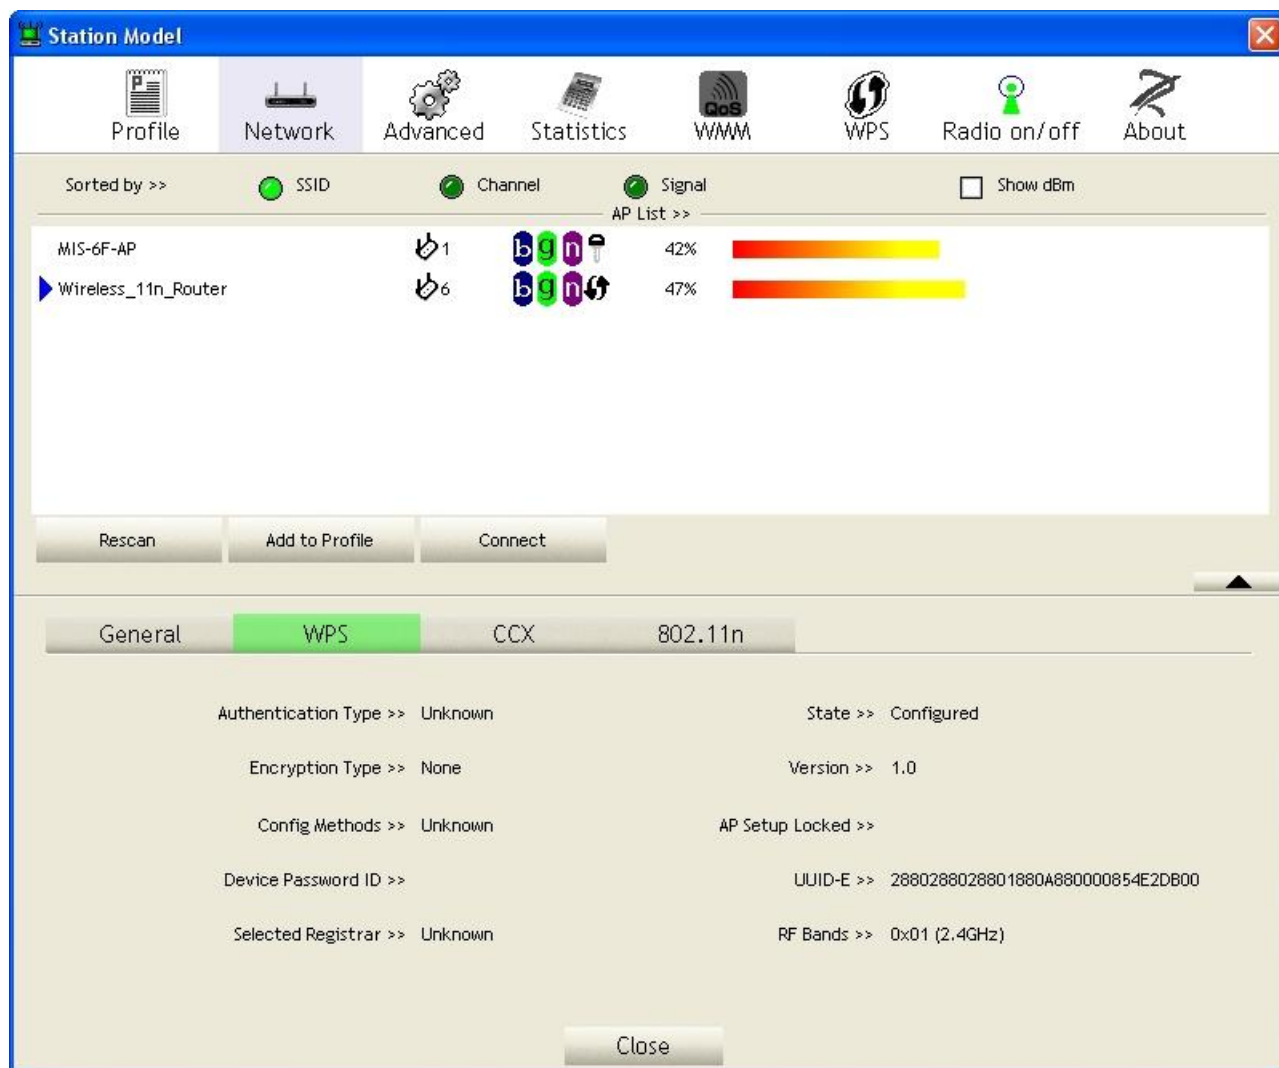 Station Model
Profile Network Advanced Statistics QoS WMM WPS Radio on/off About
Sorted by >> SSID Channel Signal Show dBm
AP List >>
MIS-6F-AP 1 b g n 42%
Wireless_11n_Router 6 b g n 47%
Rescan Add to Profile Connect
General WPS CCX 802.11n
Authentication Type >> Unknown State >> Configured
Encryption Type >> None Version >> 1.0
Config Methods >> Unknown AP Setup Locked >>
Device Password ID >> UUID-E >> 2880288028801880A880000854E2DB00
Selected Registrar >> Unknown RF Bands >> 0x01 (2.4GHz)
Close